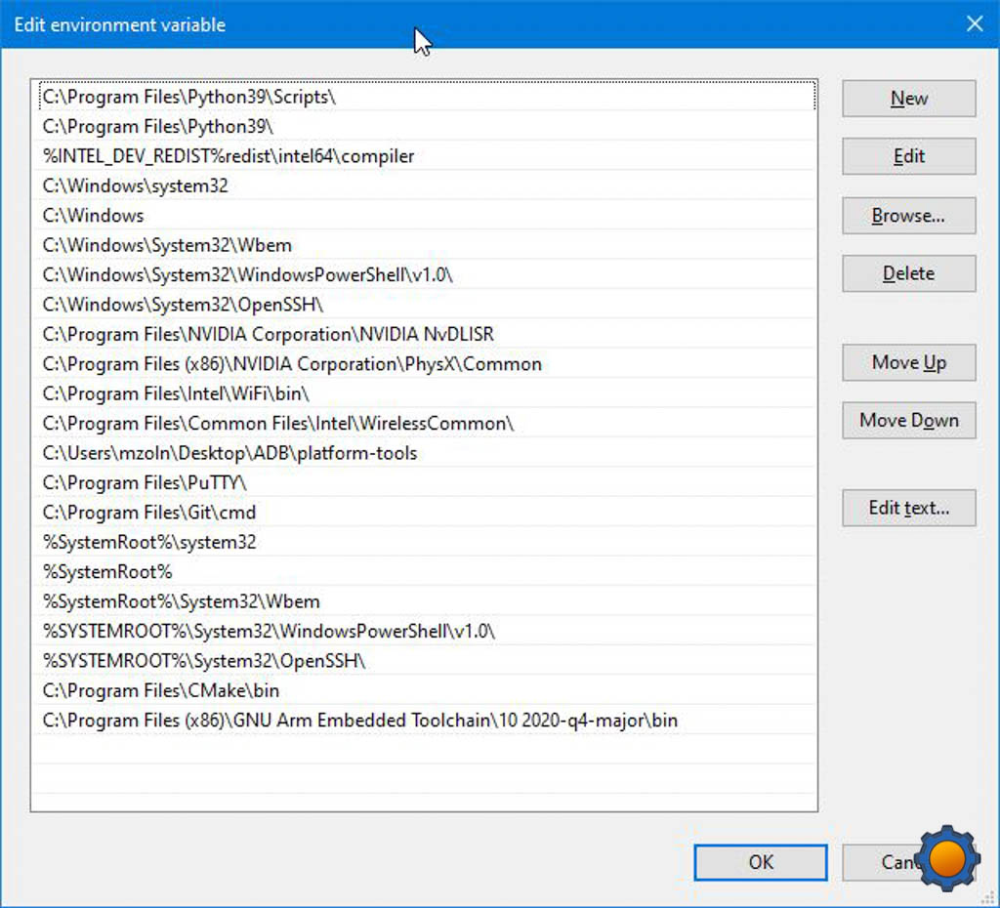 Edit environment variable
C:\Program Files\Python39\Scripts\
C:\Program Files\Python39\
%INTEL_DEV_REDIST%redist\intel64\compiler
C:\Windows\system32
C:\Windows
C:\Windows\System32\Wbem
C:\Windows\System32\WindowsPowerShell\v1.0\
C:\Windows\System32\OpenSSH\
C:\Program Files\NVIDIA Corporation\NVIDIA NvDLISR
C:\Program Files (x86)\NVIDIA Corporation\PhysX\Common
C:\Program Files\Intel\WiFi\bin\
C:\Program Files\Common Files\Intel\WirelessCommon\
C:\Users\mzoln\Desktop\ADB\platform-tools
C:\Program Files\PuTTY\
C:\Program Files\Git\cmd
%SystemRoot%\system32
%SystemRoot%
%SystemRoot%\System32\Wbem
%SYSTEMROOT%\System32\WindowsPowerShell\v1.0\
%SYSTEMROOT%\System32\OpenSSH\
C:\Program Files\CMake\bin
C:\Program Files (x86)\GNU Arm Embedded Toolchain\10 2020-q4-major\bin
New
Edit
Browse...
Delete
Move Up
Move Down
Edit text...
OK